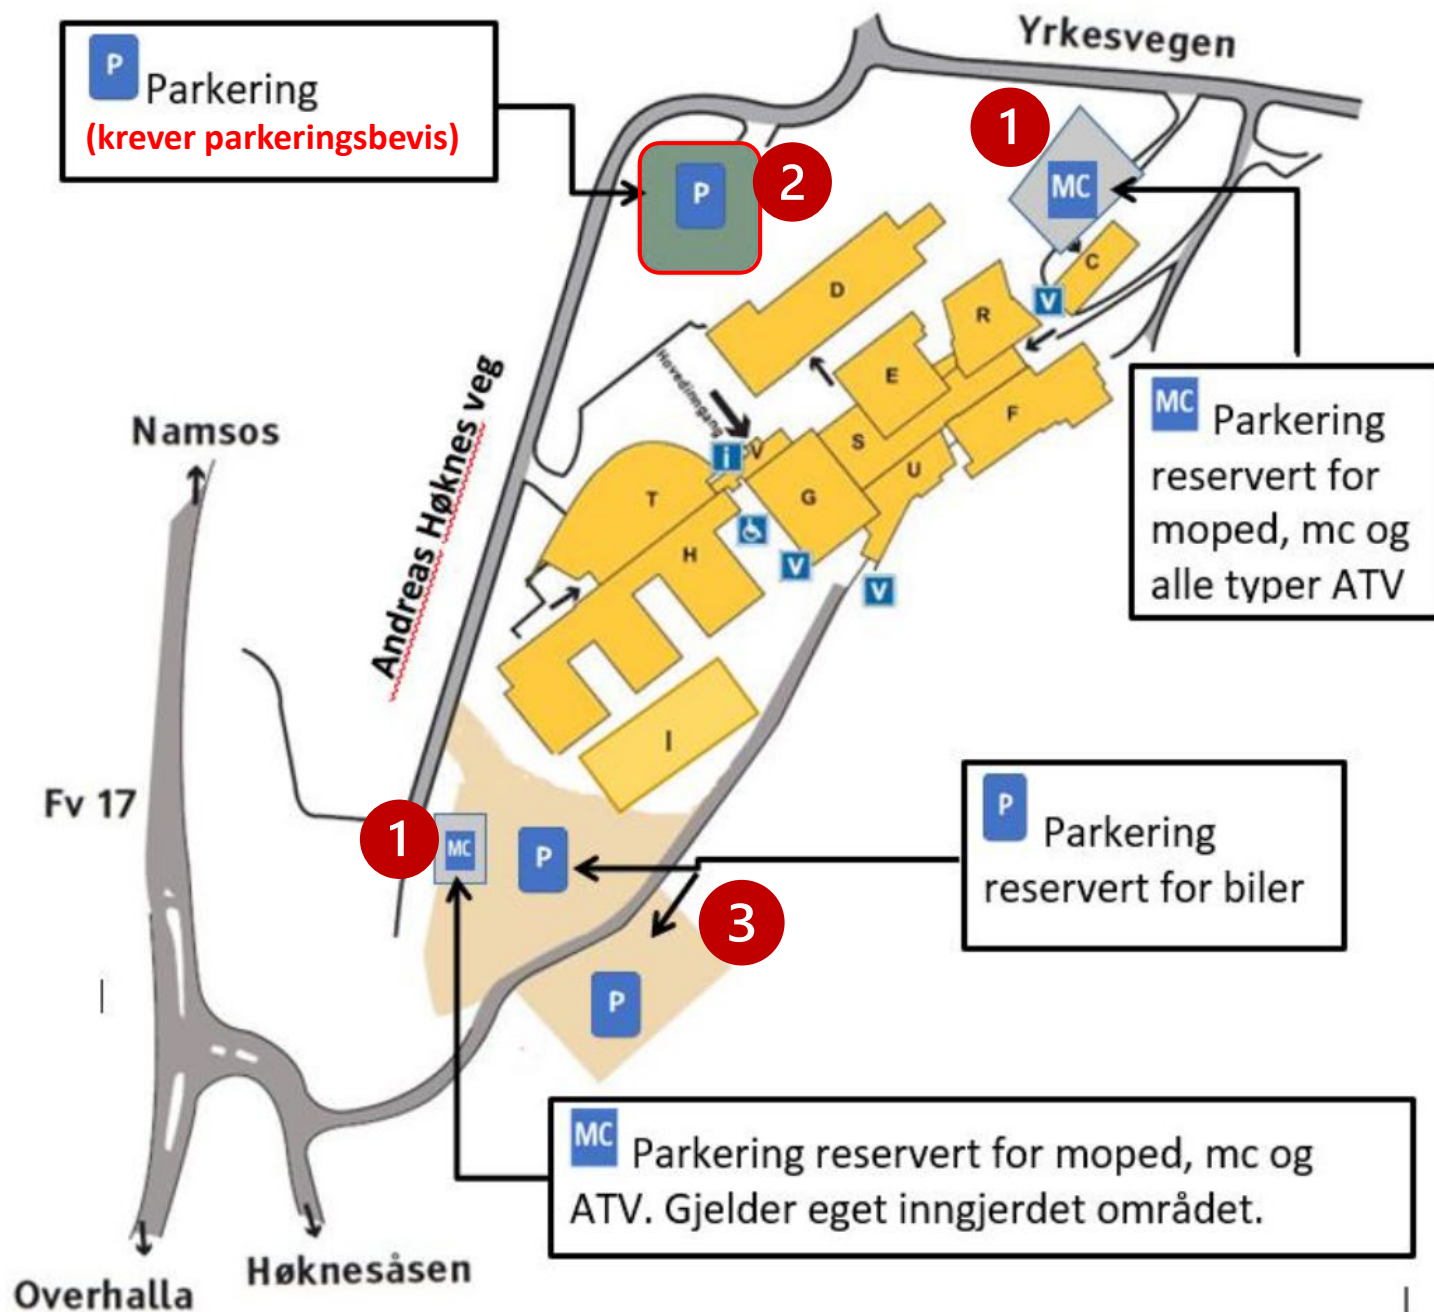 Yrkesvegen
P Parkering
(krever parkeringsbevis)
1
MC
2
P
C
V
D
R
E
F
Hovedinngang
Andreas Høknes veg
Namsos
MC Parkering
reservert for
moped, mc og
alle typer ATV
i
V
S
U
G
T
H
V
V
I
Fv 17
1
MC
P
P Parkering
reservert for biler
3
P
MC Parkering reservert for moped, mc og
ATV. Gjelder eget inngjerdet området.
Høknesåsen
Overhalla